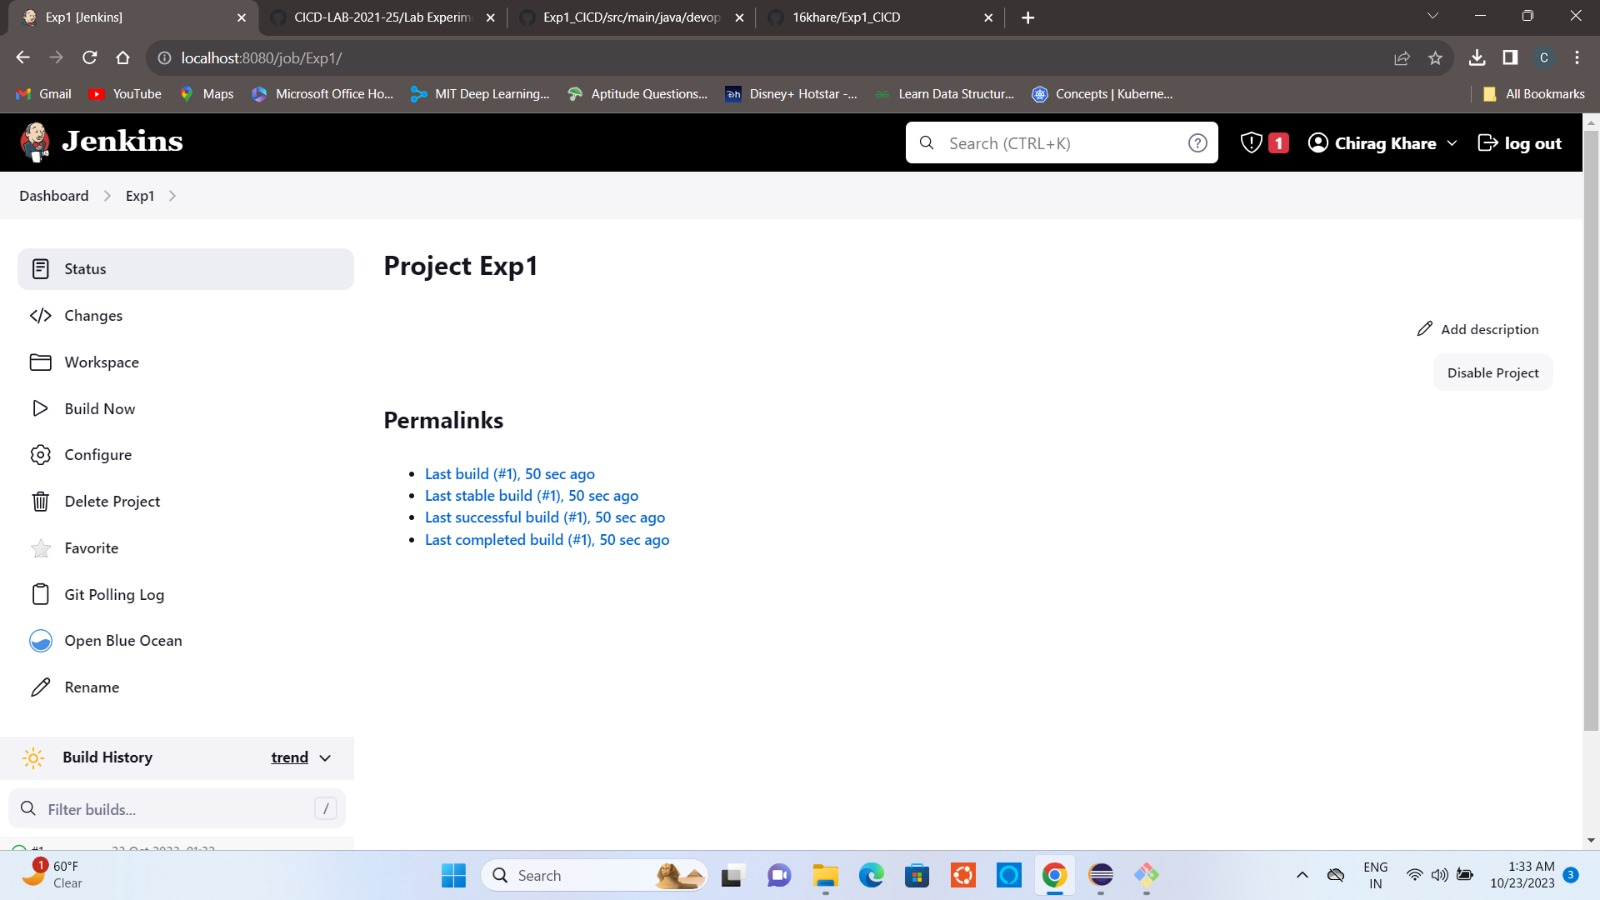 Exp1 [Jenkins]
CICD-LAB-2021-25/Lab Experim
Exp1_CICD/src/main/java/devop
16khare/Exp1_CICD
localhost:8080/job/Exp1/
C
Gmail
YouTube
Maps
Microsoft Office Ho...
MIT Deep Learning...
Aptitude Questions...
Disney+ Hotstar -...
Learn Data Structur...
Concepts | Kuberne...
All Bookmarks
Jenkins
Search (CTRL+K)
1
Chirag Khare
log out
Dashboard
Exp1
Status
Changes
Workspace
Build Now
Configure
Delete Project
Favorite
Git Polling Log
Open Blue Ocean
Rename
Build History
trend
Filter builds...
/
Project Exp1
Add description
Disable Project
Permalinks
Last build (#1), 50 sec ago
Last stable build (#1), 50 sec ago
Last successful build (#1), 50 sec ago
Last completed build (#1), 50 sec ago
1
60°F
Clear
Search
ENG
IN
1:33 AM
10/23/2023
3